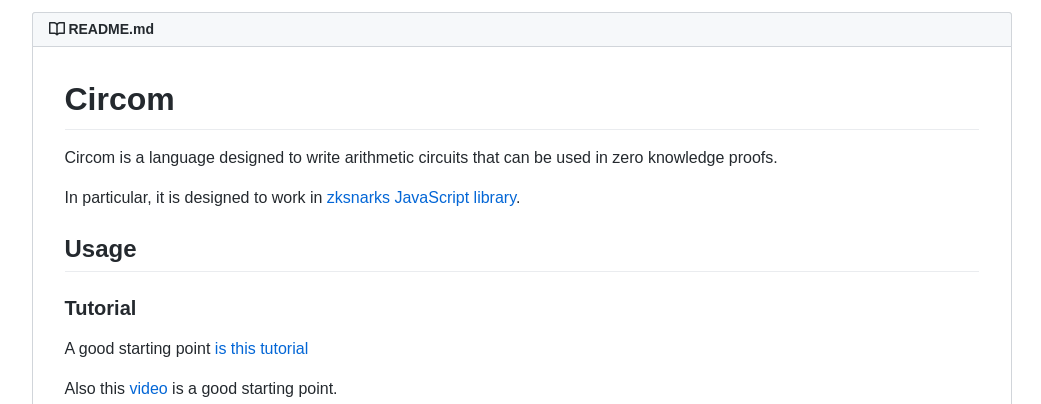 README.md
Circom
Circom is a language designed to write arithmetic circuits that can be used in zero knowledge proofs.
In particular, it is designed to work in zksnarks JavaScript library.
Usage
Tutorial
A good starting point is this tutorial
Also this video is a good starting point.